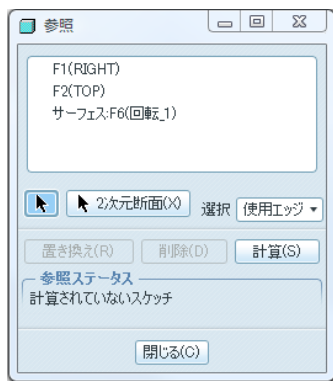 参照
F1(RIGHT)
F2(TOP)
サーフェス:F6(回転_1)
2次元断面(X) 選択 使用エッジ
置き換え(R) 削除(D) 計算(S)
参照ステータス
計算されていないスケッチ
閉じる(C)